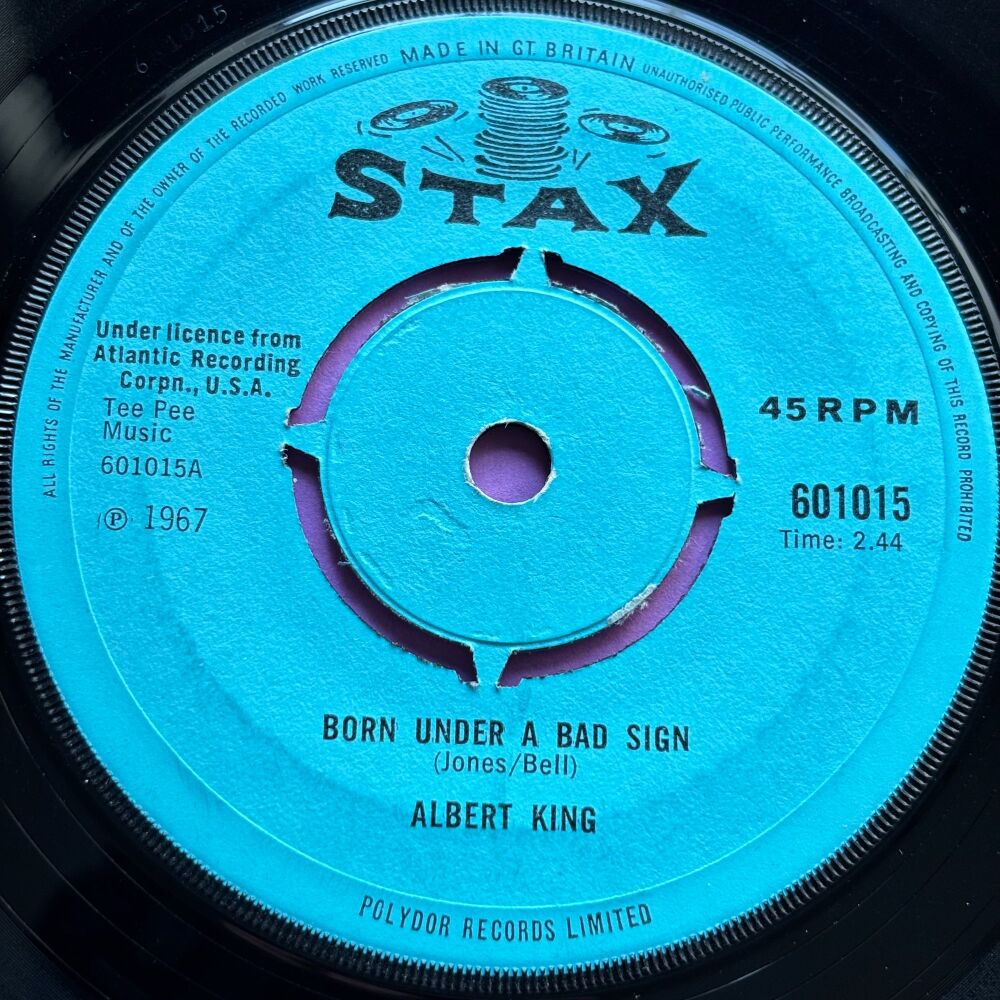 ALL RIGHTS OF THE MANUFACTURER AND OF THE OWNER OF THE RECORDED WORK RESERVED MADE IN GT. BRITAIN UNAUTHORISED PUBLIC PERFORMANCE BROADCASTING AND COPYING OF THIS RECORD PROHIBITED
STAX
Under licence from
Atlantic Recording
Corpn., U.S.A.
Tee Pee
Music
601015A
℗ 1967
45 RPM
601015
Time: 2.44
BORN UNDER A BAD SIGN
(Jones/Bell)
ALBERT KING
POLYDOR RECORDS LIMITED